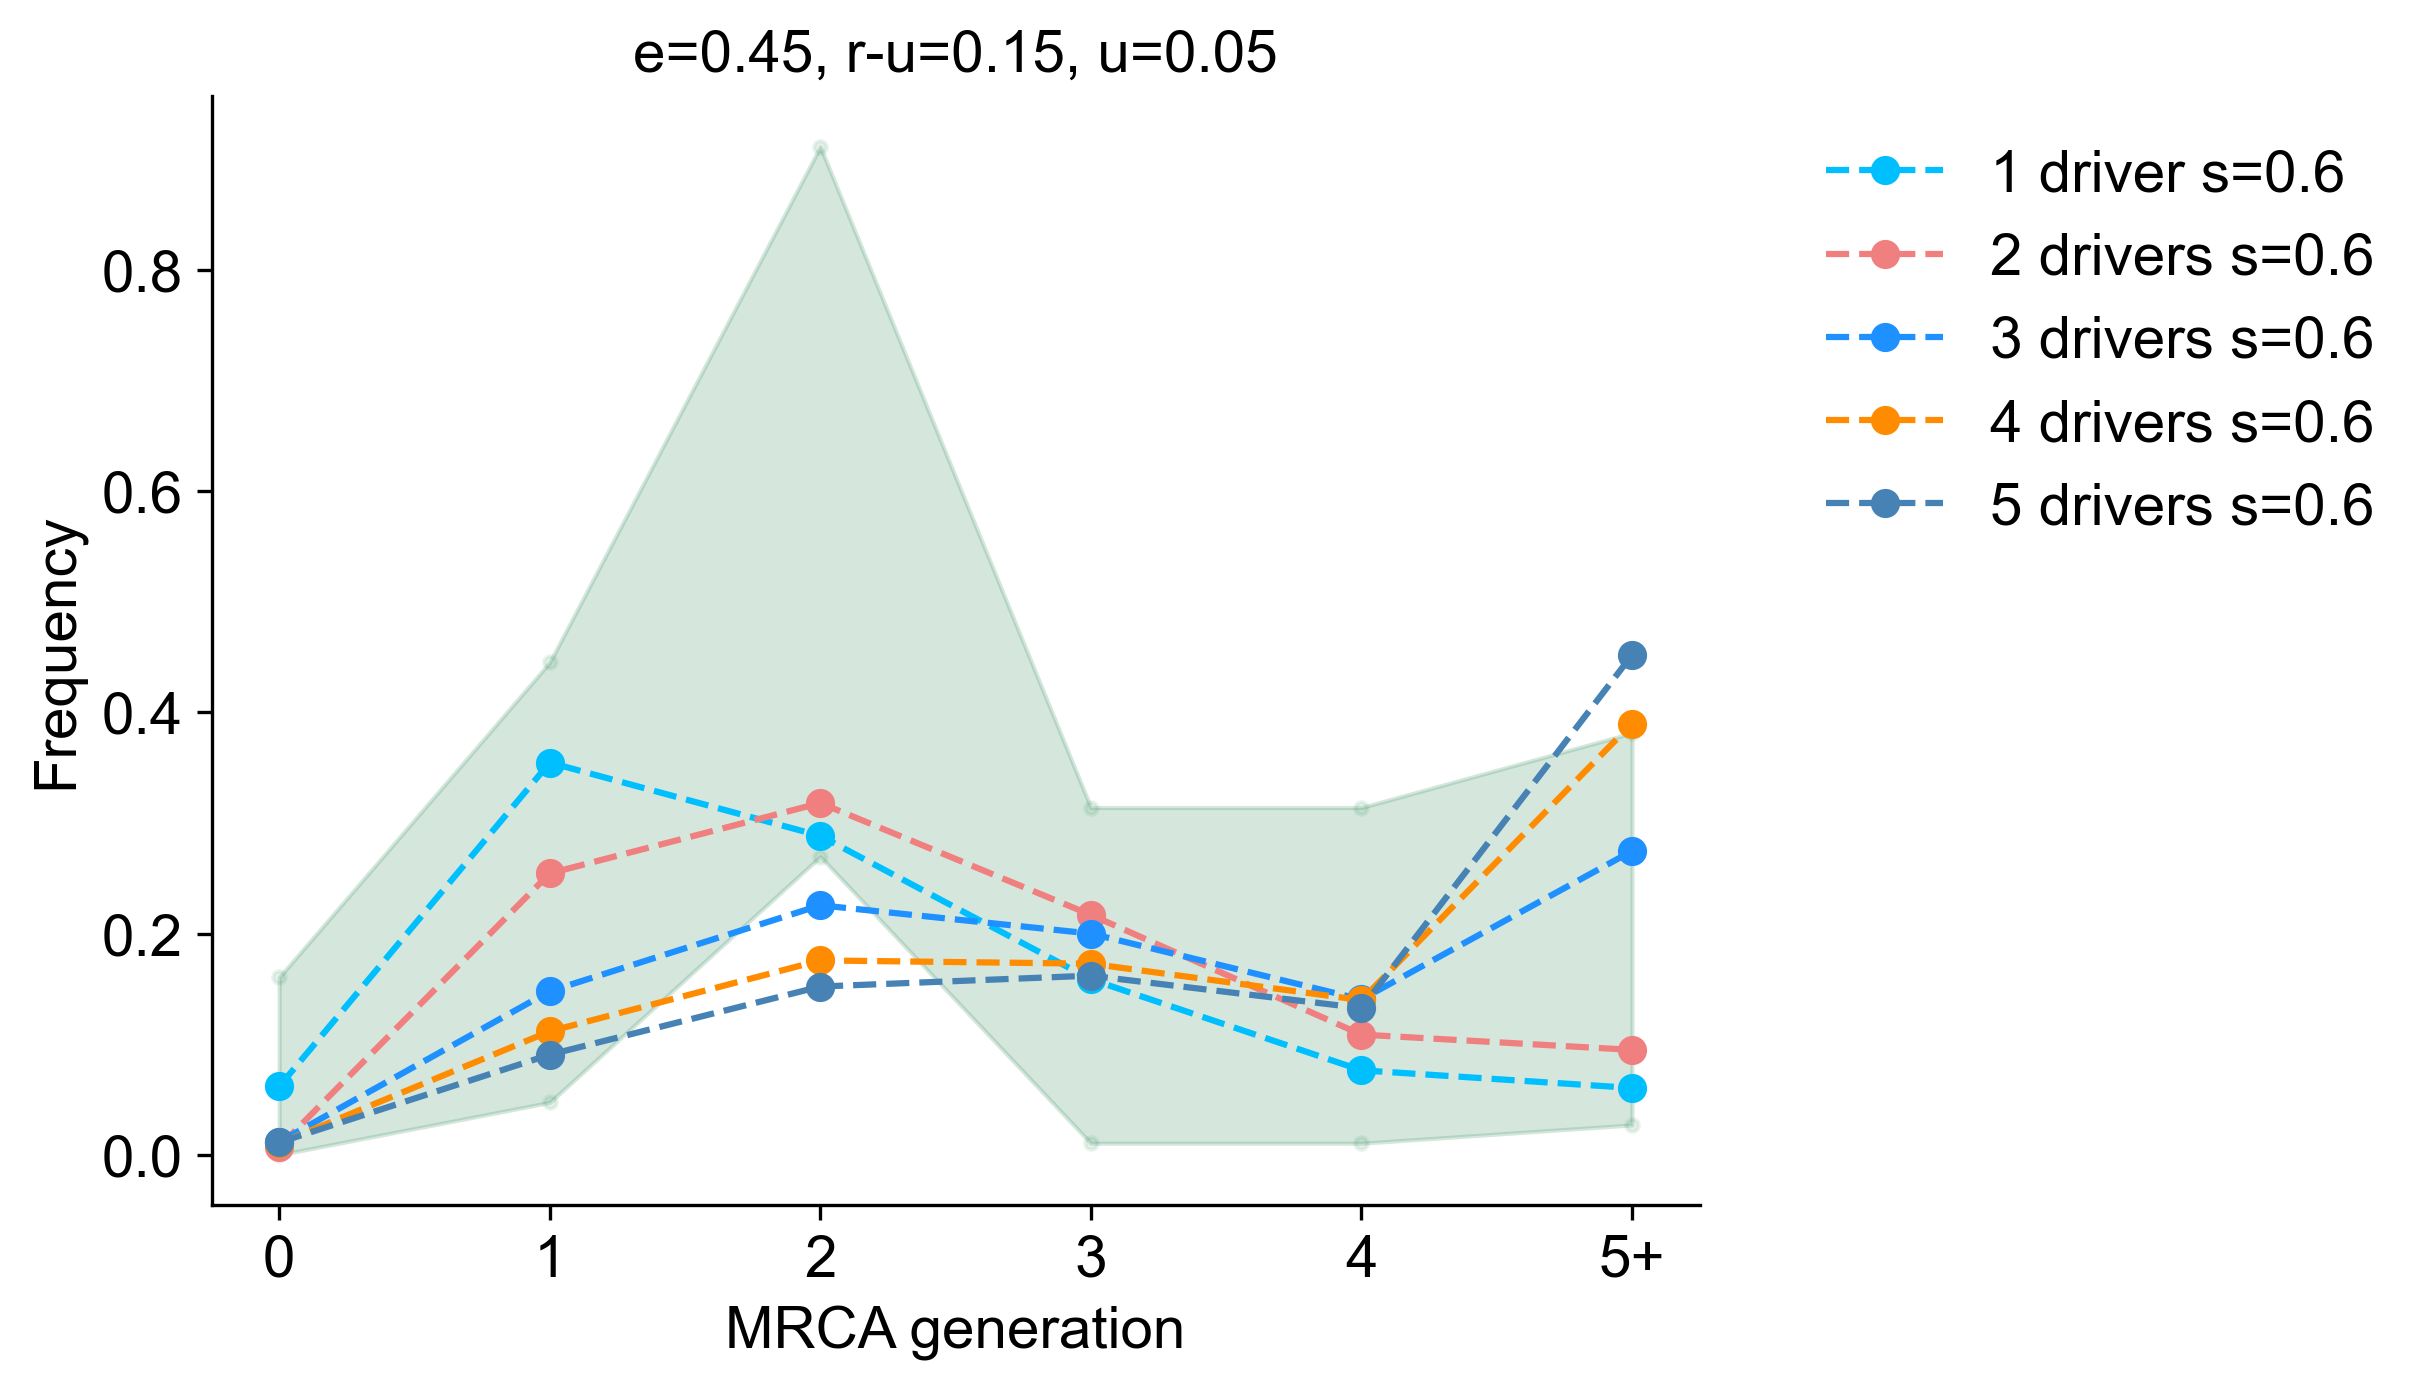 e=0.45, r-u=0.15, u=0.05
Frequency
0.8
0.6
0.4
0.2
0.0
0 1 2 3 4 5+
MRCA generation
1 driver s=0.6
2 drivers s=0.6
3 drivers s=0.6
4 drivers s=0.6
5 drivers s=0.6